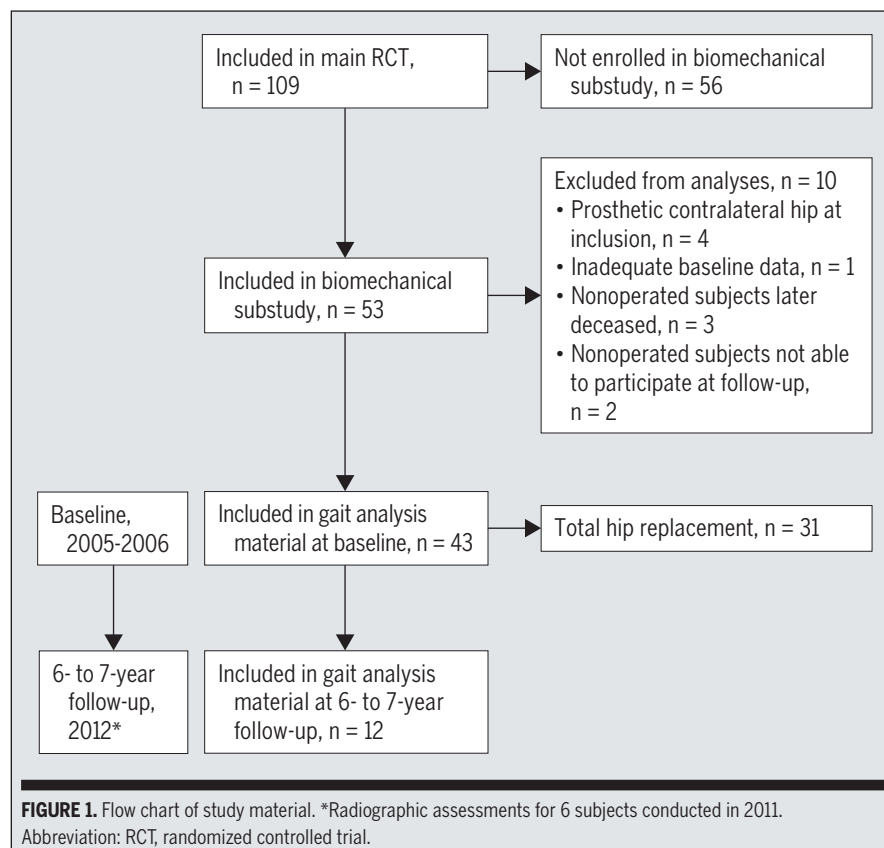 Included in main RCT,
n = 109
Not enrolled in biomechanical
substudy, n = 56
Excluded from analyses, n = 10
• Prosthetic contralateral hip at
inclusion, n = 4
• Inadequate baseline data, n = 1
• Nonoperated subjects later
deceased, n = 3
• Nonoperated subjects not able
to participate at follow-up,
n = 2
Included in biomechanical
substudy, n = 53
Baseline,
2005-2006
Included in gait analysis
material at baseline, n = 43
Total hip replacement, n = 31
6- to 7-year
follow-up,
2012*
Included in gait analysis
material at 6- to 7-year
follow-up, n = 12
FIGURE 1. Flow chart of study material. *Radiographic assessments for 6 subjects conducted in 2011.
Abbreviation: RCT, randomized controlled trial.